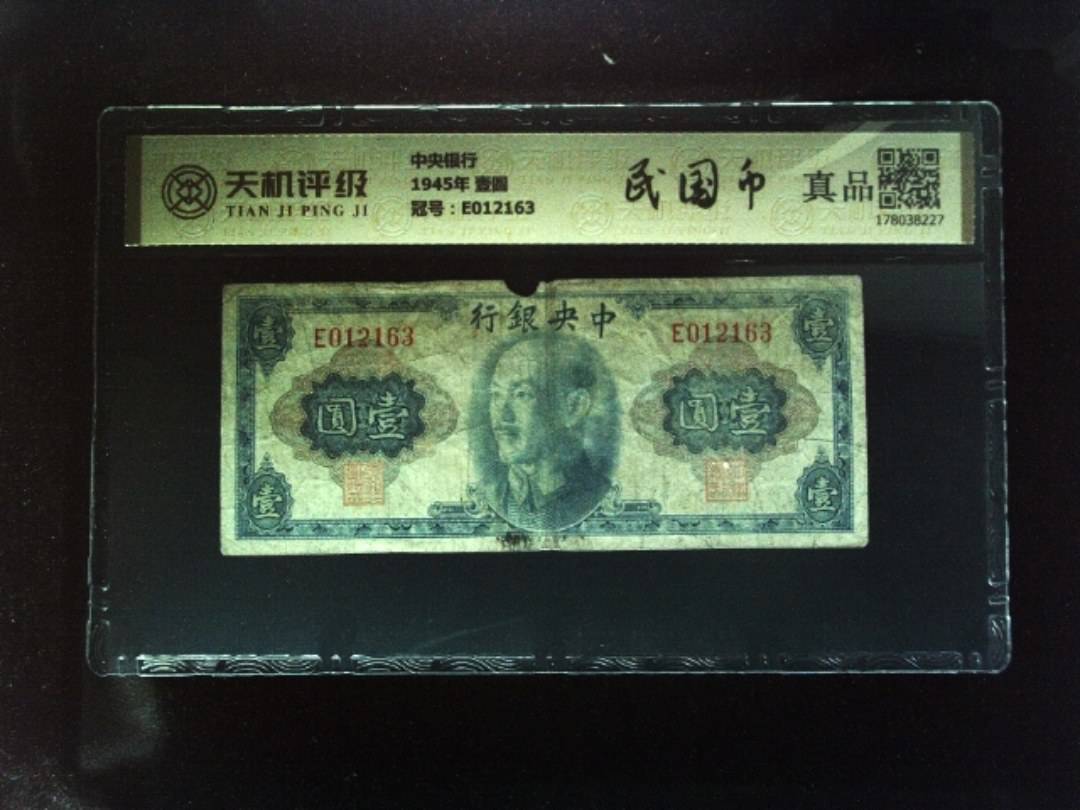 天机评级
TIAN JI PING JI
中央银行
1945年 壹圆
冠号:E012163
民国币
真品
178038227
行銀央中
E012163
E012163
壹
壹
圓壹
圓壹
壹
壹